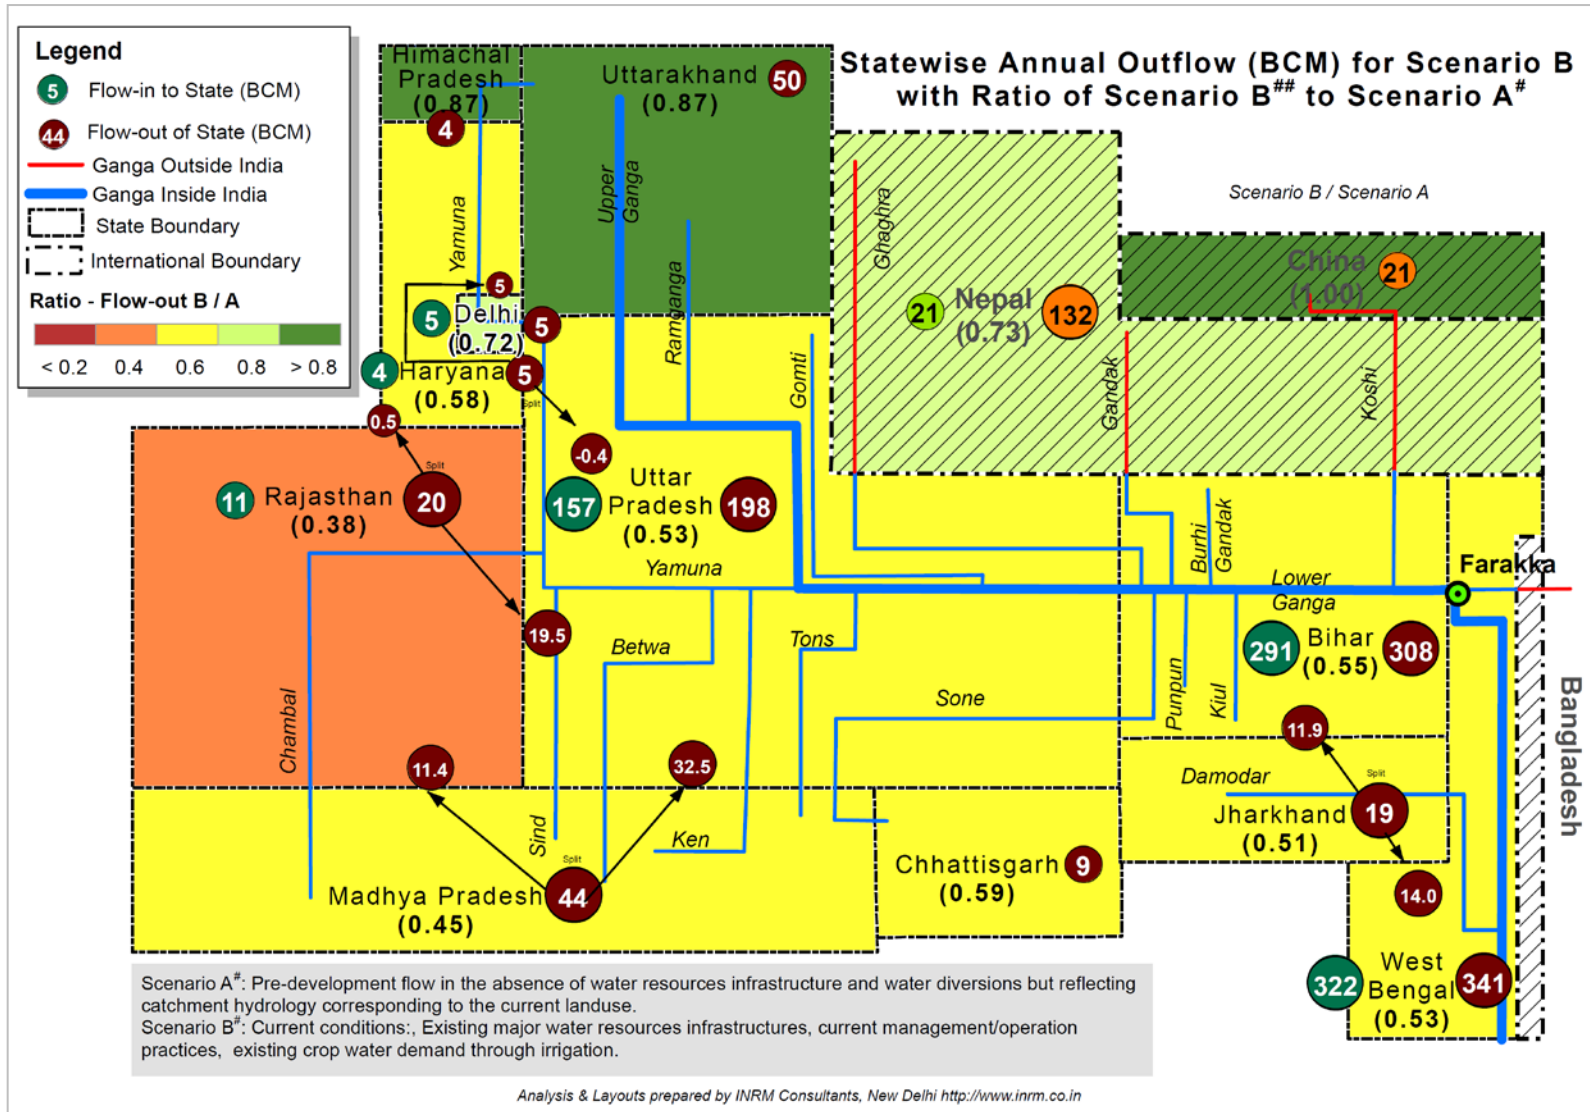 Legend
5 Flow-in to State (BCM)
44 Flow-out of State (BCM)
Ganga Outside India
Ganga Inside India
State Boundary
International Boundary
Ratio - Flow-out B / A
< 0.2 0.4 0.6 0.8 > 0.8
Statewise Annual Outflow (BCM) for Scenario B
with Ratio of Scenario B## to Scenario A#
Scenario B / Scenario A
Himachal
Pradesh
(0.87)
4
Uttarakhand 50
(0.87)
Upper
Ganga
Yamuna
Ramganga
Gomti
Ghaghra
21 Nepal 132
(0.73)
Gandak
China 21
(1.00)
Koshi
5
5 Delhi 5
(0.72)
4 Haryana 5
(0.58)
Split
0.5
-0.4
Split
11 Rajasthan 20
(0.38)
157 Uttar
Pradesh 198
(0.53)
Yamuna
19.5
Chambal
11.4
32.5
Betwa
Tons
Sone
Sind
Ken
Burhi
Gandak
Lower
Ganga
Farakka
Punpun
Kiul
291 Bihar 308
(0.55)
Bangladesh
11.9
Damodar
Split
Jharkhand 19
(0.51)
14.0
Split
Madhya Pradesh 44
(0.45)
Chhattisgarh 9
(0.59)
322 West
Bengal 341
(0.53)
Scenario A#: Pre-development flow in the absence of water resources infrastructure and water diversions but reflecting
catchment hydrology corresponding to the current landuse.
Scenario B#: Current conditions:, Existing major water resources infrastructures, current management/operation
practices, existing crop water demand through irrigation.
Analysis & Layouts prepared by INRM Consultants, New Delhi http://www.inrm.co.in